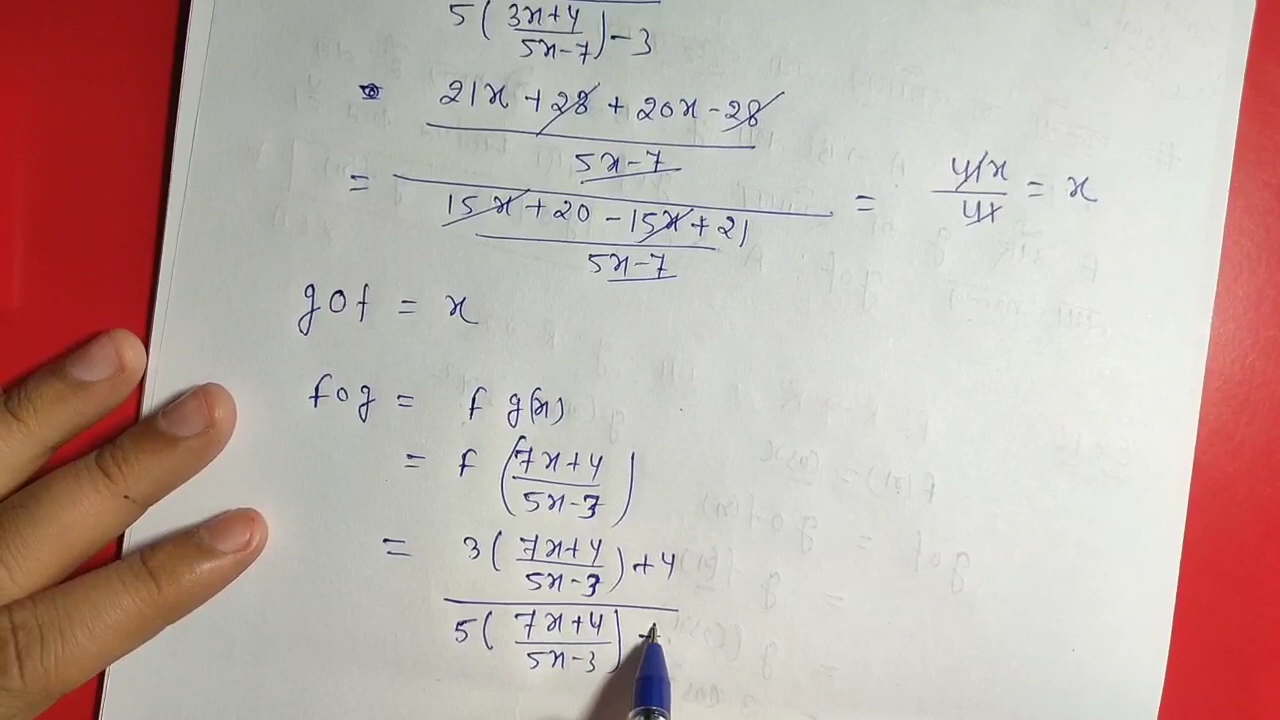 5(3x+4/5x-7)-3
21x+28+20x-28
5x-7
= 15x+20-15x+21 = 41x/41 = x
5x-7
gof = x
fog = f g(x)
= f (7x+4/5x-3)
= 3(7x+4/5x-3)+4
5(7x+4/5x-3)-